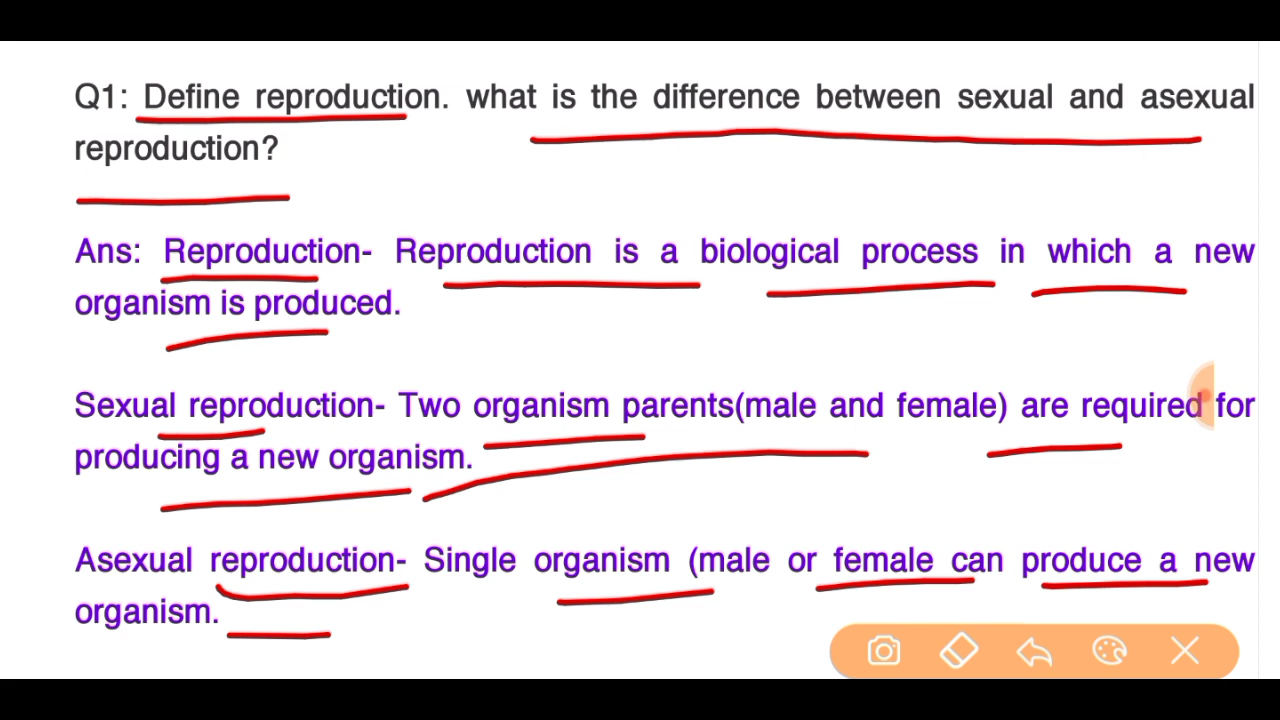 Q1: Define reproduction. what is the difference between sexual and asexual
reproduction?
Ans: Reproduction- Reproduction is a biological process in which a new
organism is produced.
Sexual reproduction- Two organism parents(male and female) are required for
producing a new organism.
Asexual reproduction- Single organism (male or female can produce a new
organism.